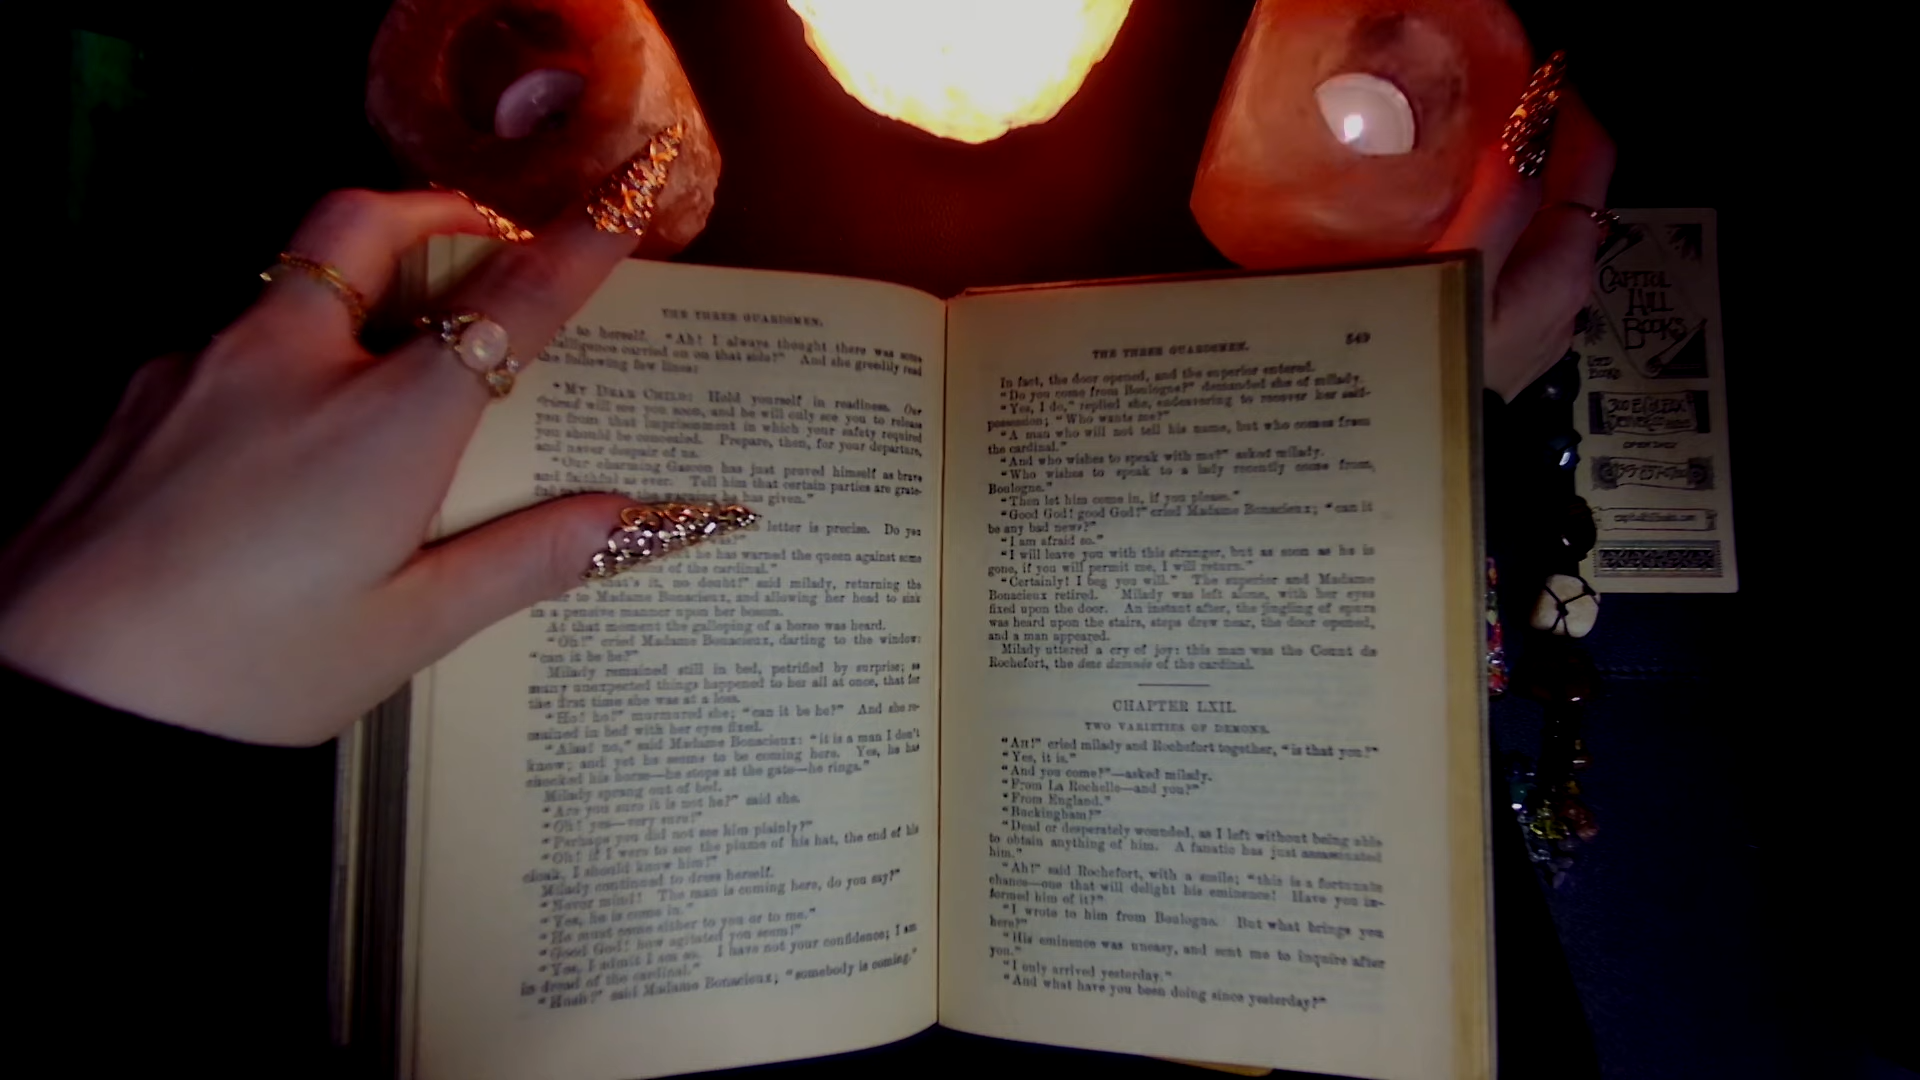 THE THREE GUARDSMEN.
to herself. "Ah! I always thought there was some
intelligence carried on on that side!" And she greedily read
the following few lines:
"MY DEAR CHILD: Hold yourself in readiness. Our
friend will see you soon, and he will only see you to release
you from that imprisonment in which your safety required
you should be concealed. Prepare, then, for your departure,
and never despair of us.
"Our charming Gascon has just proved himself as brave
and faithful as ever. Tell him that certain parties are grate-
the warning he has given."
letter is precise. Do you
was?"
he has warned the queen against some
of the cardinal."
that's it, no doubt!" said milady, returning the
to Madame Bonacieux, and allowing her head to sink
in a pensive manner upon her bosom.
At that moment the galloping of a horse was heard.
"Oh!" cried Madame Bonacieux, darting to the window:
"can it be he?"
Milady remained still in bed, petrified by surprise; so
many unexpected things happened to her all at once, that for
the first time she was at a loss.
"He! he!" murmured she; "can it be he?" And she re-
mained in bed with her eyes fixed.
"Alas! no," said Madame Bonacieux: "it is a man I don't
know; and yet he seems to be coming here. Yes, he has
checked his horse—he stops at the gate—he rings."
Milady sprang out of bed.
"Are you sure it is not he?" said she.
"Oh! yes—very sure!"
"Perhaps you did not see him plainly?"
"Oh! if I were to see the plume of his hat, the end of his
cloak, I should know him!"
Milady continued to dress herself.
"Never mind! The man is coming here, do you say?"
"Yes, he is come in."
"He must come either to you or to me."
"Good God! how agitated you seem!"
"Yes, I admit I am so. I have not your confidence; I am
in dread of the cardinal."
"Hush!" said Madame Bonacieux; "somebody is coming."
THE THREE GUARDSMEN. 549
In fact, the door opened, and the superior entered.
"Do you come from Boulogne?" demanded she of milady.
"Yes, I do," replied she, endeavoring to recover her self-
possession; "Who wants me?"
"A man who will not tell his name, but who comes from
the cardinal."
"And who wishes to speak with me?" asked milady.
"Who wishes to speak to a lady recently come from,
Boulogne."
"Then let him come in, if you please."
"Good God! good God!" cried Madame Bonacieux; "can it
be any bad news?"
"I am afraid so."
"I will leave you with this stranger, but as soon as he is
gone, if you will permit me, I will return."
"Certainly! I beg you will." The superior and Madame
Bonacieux retired. Milady was left alone, with her eyes
fixed upon the door. An instant after, the jingling of spurs
was heard upon the stairs, steps drew near, the door opened,
and a man appeared.
Milady uttered a cry of joy: this man was the Count de
Rochefort, the âme damnée of the cardinal.
CHAPTER LXII.
TWO VARIETIES OF DEMONS.
"AH!" cried milady and Rochefort together, "is that you?"
"Yes, it is."
"And you come?"—asked milady.
"From La Rochelle—and you?"
"From England."
"Buckingham?"
"Dead or desperately wounded, as I left without being able
to obtain anything of him. A fanatic has just assassinated
him."
"Ah!" said Rochefort, with a smile; "this is a fortunate
chance—one that will delight his eminence! Have you in-
formed him of it?"
"I wrote to him from Boulogne. But what brings you
here?"
"His eminence was uneasy, and sent me to inquire after
you."
"I only arrived yesterday."
"And what have you been doing since yesterday?"
CAPITOL
HILL
BOOKS
USED
BOOKS
300 E COLFAX
DENVER